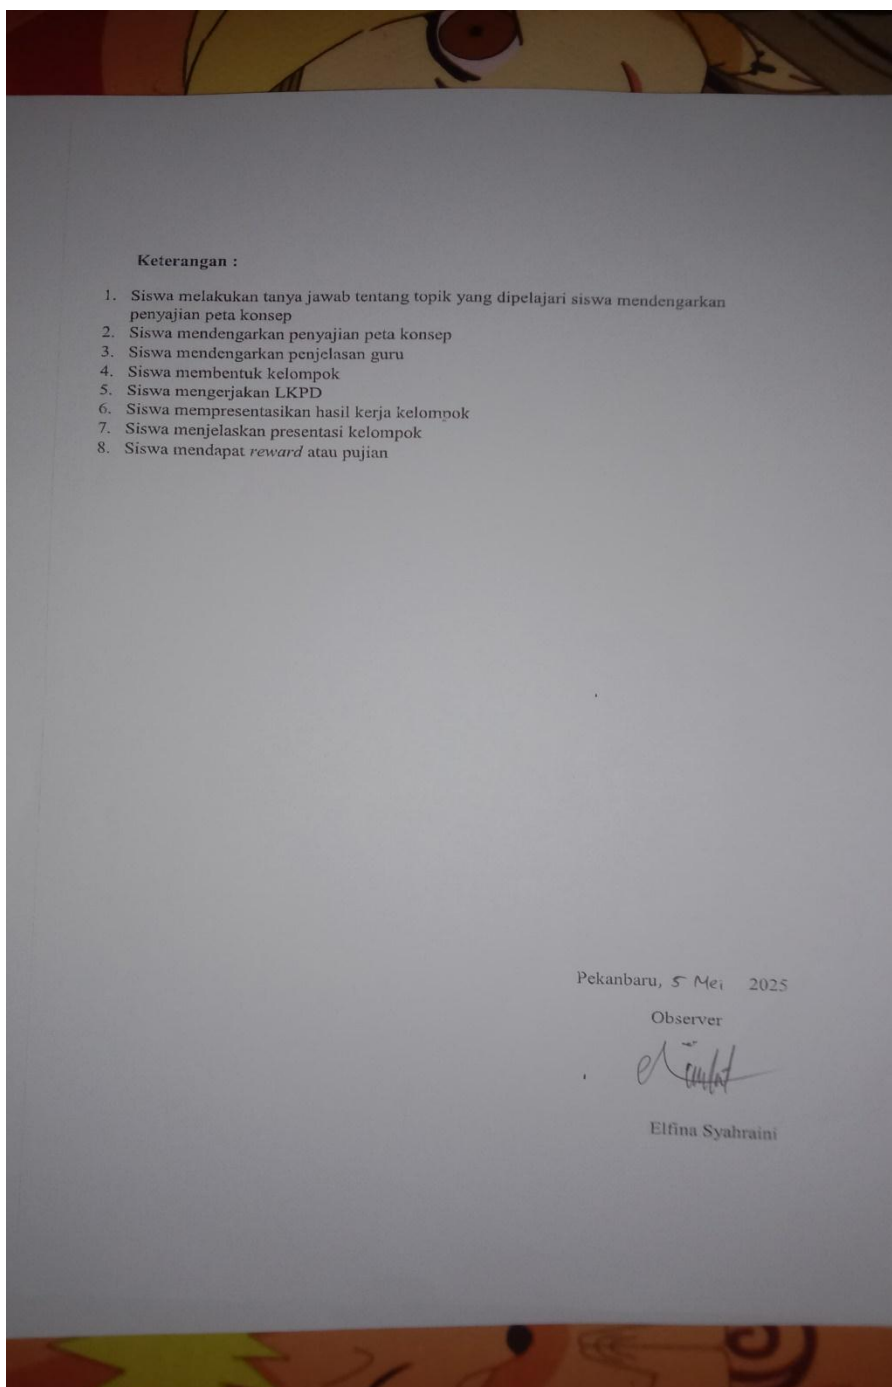 Keterangan :
1. Siswa melakukan tanya jawab tentang topik yang dipelajari siswa mendengarkan
penyajian peta konsep
2. Siswa mendengarkan penyajian peta konsep
3. Siswa mendengarkan penjelasan guru
4. Siswa membentuk kelompok
5. Siswa mengerjakan LKPD
6. Siswa mempresentasikan hasil kerja kelompok
7. Siswa menjelaskan presentasi kelompok
8. Siswa mendapat reward atau pujian
Pekanbaru, 5 Mei 2025
Observer
Elfina Syahraini